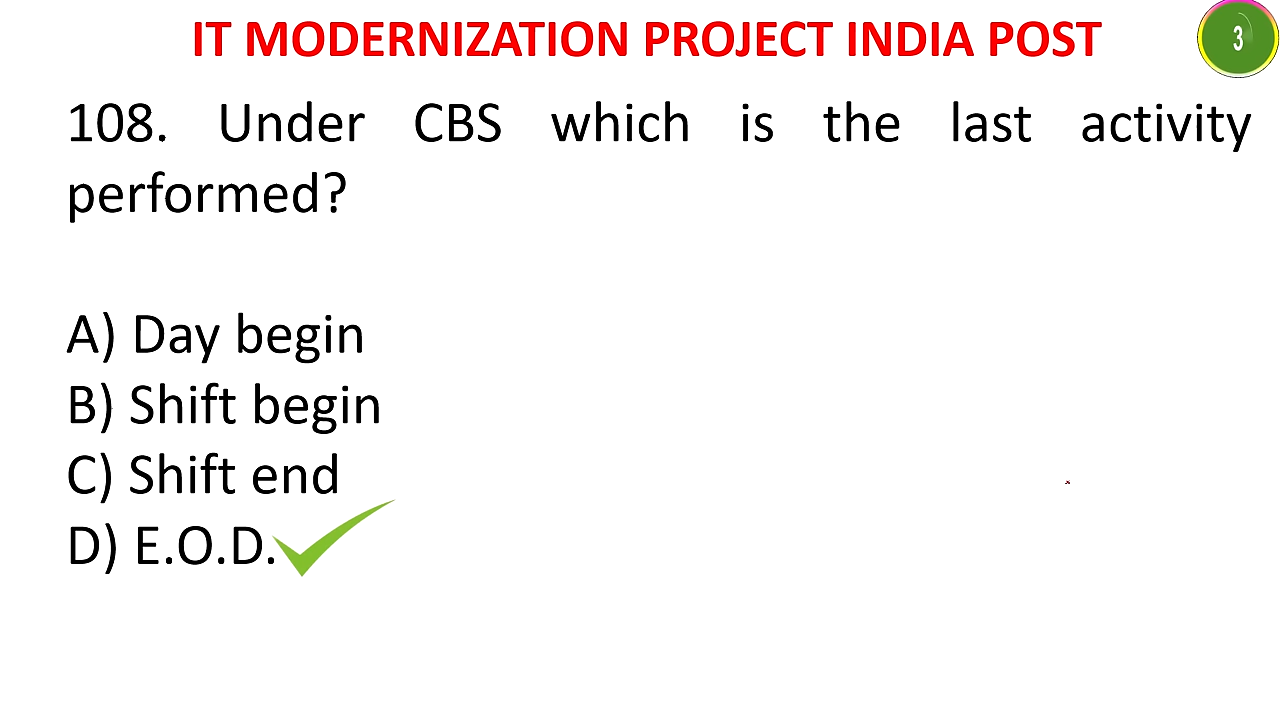 IT MODERNIZATION PROJECT INDIA POST
3
108. Under CBS which is the last activity
performed?
A) Day begin
B) Shift begin
C) Shift end
D) E.O.D.